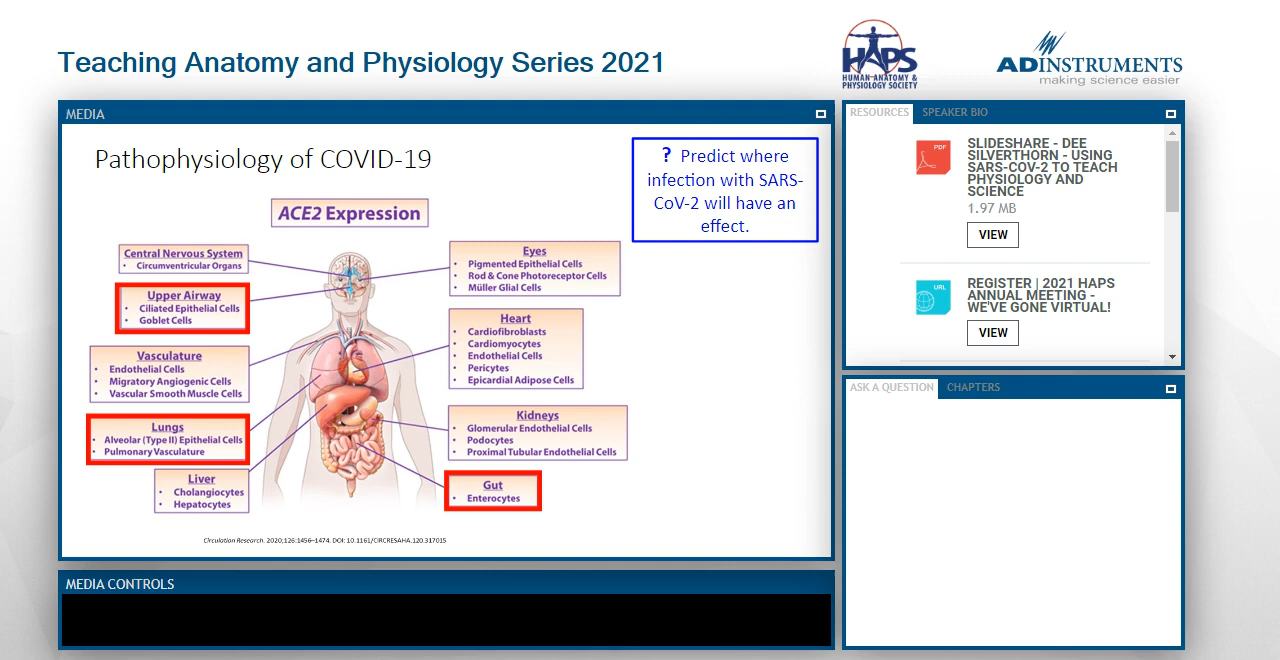 Teaching Anatomy and Physiology Series 2021
HAPS
HUMAN ANATOMY &
PHYSIOLOGY SOCIETY
ADINSTRUMENTS
making science easier
MEDIA
Pathophysiology of COVID-19
? Predict where
infection with SARS-
CoV-2 will have an
effect.
ACE2 Expression
Central Nervous System
• Circumventricular Organs
Upper Airway
• Ciliated Epithelial Cells
• Goblet Cells
Vasculature
• Endothelial Cells
• Migratory Angiogenic Cells
• Vascular Smooth Muscle Cells
Lungs
• Alveolar (Type II) Epithelial Cells
• Pulmonary Vasculature
Liver
• Cholangiocytes
• Hepatocytes
Eyes
• Pigmented Epithelial Cells
• Rod & Cone Photoreceptor Cells
• Müller Glial Cells
Heart
• Cardiofibroblasts
• Cardiomyocytes
• Endothelial Cells
• Pericytes
• Epicardial Adipose Cells
Kidneys
• Glomerular Endothelial Cells
• Podocytes
• Proximal Tubular Endothelial Cells
Gut
• Enterocytes
Circulation Research. 2020;126:1456–1474. DOI: 10.1161/CIRCRESAHA.120.317015
MEDIA CONTROLS
RESOURCES
SPEAKER BIO
PDF
SLIDESHARE - DEE
SILVERTHORN - USING
SARS-COV-2 TO TEACH
PHYSIOLOGY AND
SCIENCE
1.97 MB
VIEW
URL
REGISTER | 2021 HAPS
ANNUAL MEETING -
WE'VE GONE VIRTUAL!
VIEW
ASK A QUESTION
CHAPTERS